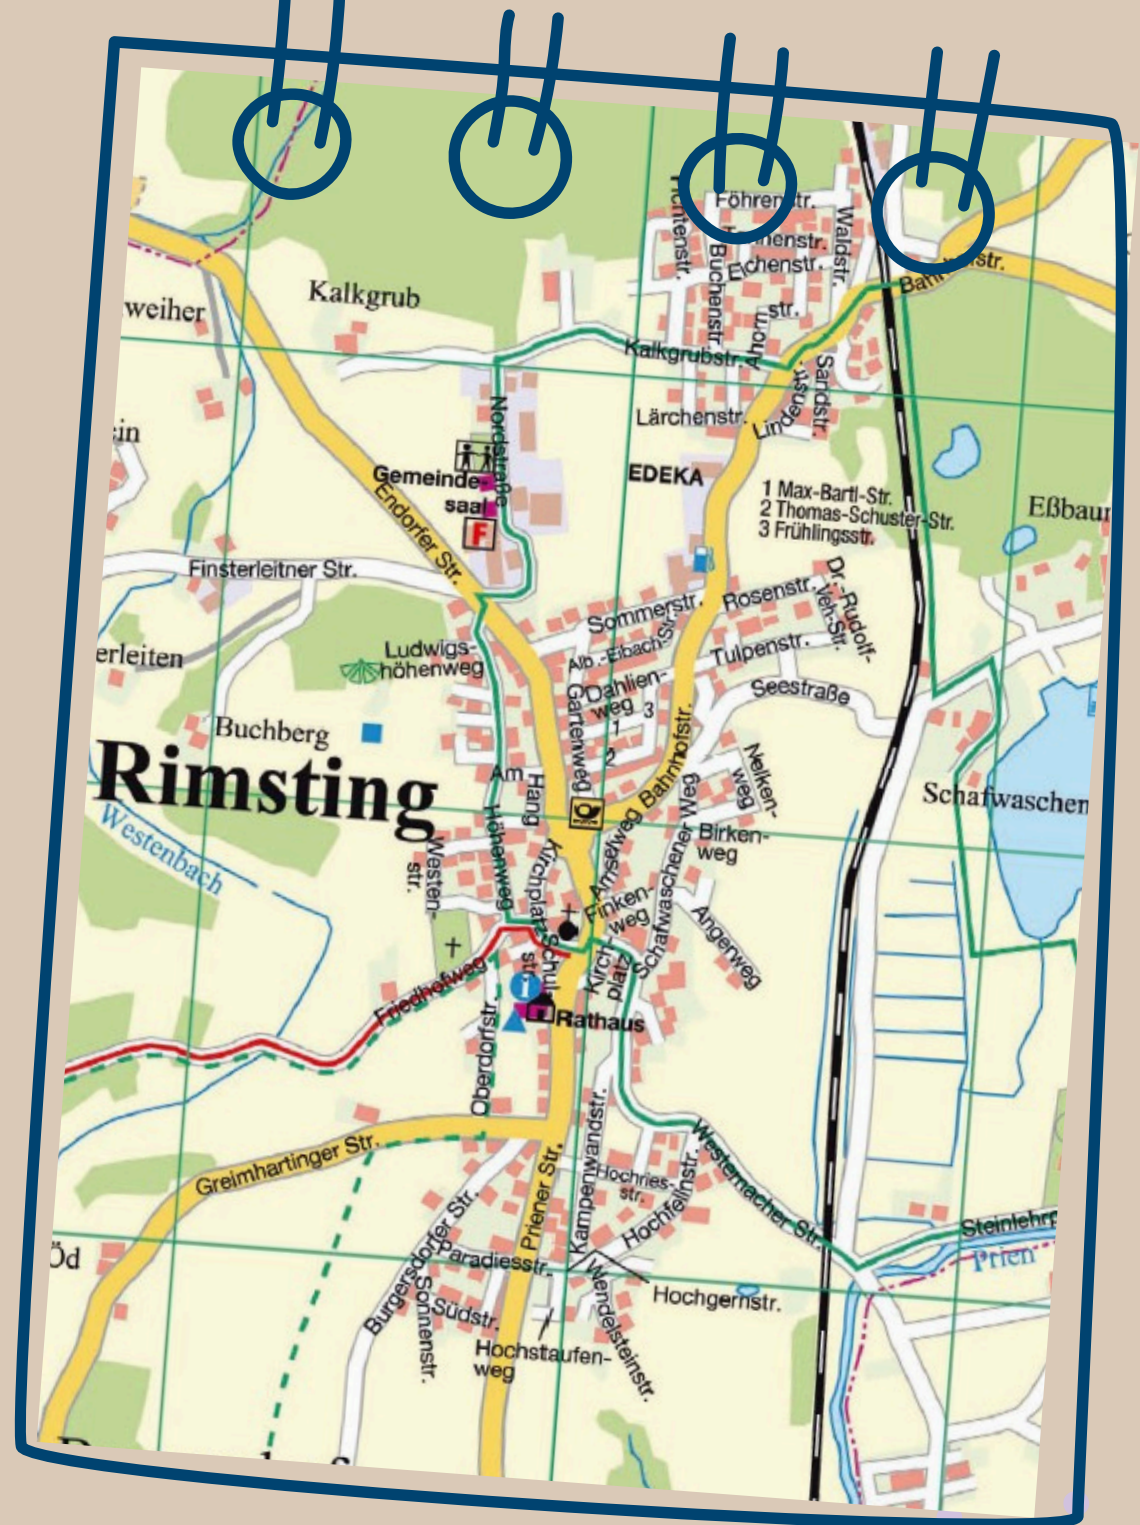 Föhrenstr.
Waldstr.
Buchenstr.
Eichenstr.
Kalkgrub
weiher
Ahornstr.
Kalkgrubstr.
Sandstr.
Lindenstr.
Lärchenstr.
Nordstraße
EDEKA
Gemeinde-
saal
F
Endorfer Str.
1 Max-Bartl-Str.
2 Thomas-Schuster-Str.
3 Frühlingsstr.
Finsterleitner Str.
Sommerstr.
Rosenstr.
Dr.-Rudolf-
Veh-Str.
Alb.-Eibach-Str.
Tulpenstr.
Ludwigs-
höhenweg
erleiten
Dahlien-
weg
3
1
2
Seestraße
Gartenweg
Buchberg
Rimsting
Bahnhofstr.
Am
Hang
Nelken-
weg
Schafwaschen
Westenbach
Höhenweg
Birken-
weg
Westen-
str.
Kirchplatz
Amselweg
Finken-
weg
Schafwaschener Weg
Angerweg
Kirch-
platz
Schul-
str.
Friedhofweg
i
Rathaus
Oberdorfstr.
Greimhartinger Str.
Priener Str.
Kampenwandstr.
Hochries-
str.
Hochfellnstr.
Westernacher Str.
Prien
Öd
Burgersdorfer Str.
Paradiesstr.
Sonnenstr.
Südstr.
Hochgernstr.
Wendelsteinstr.
Hochstaufen-
weg